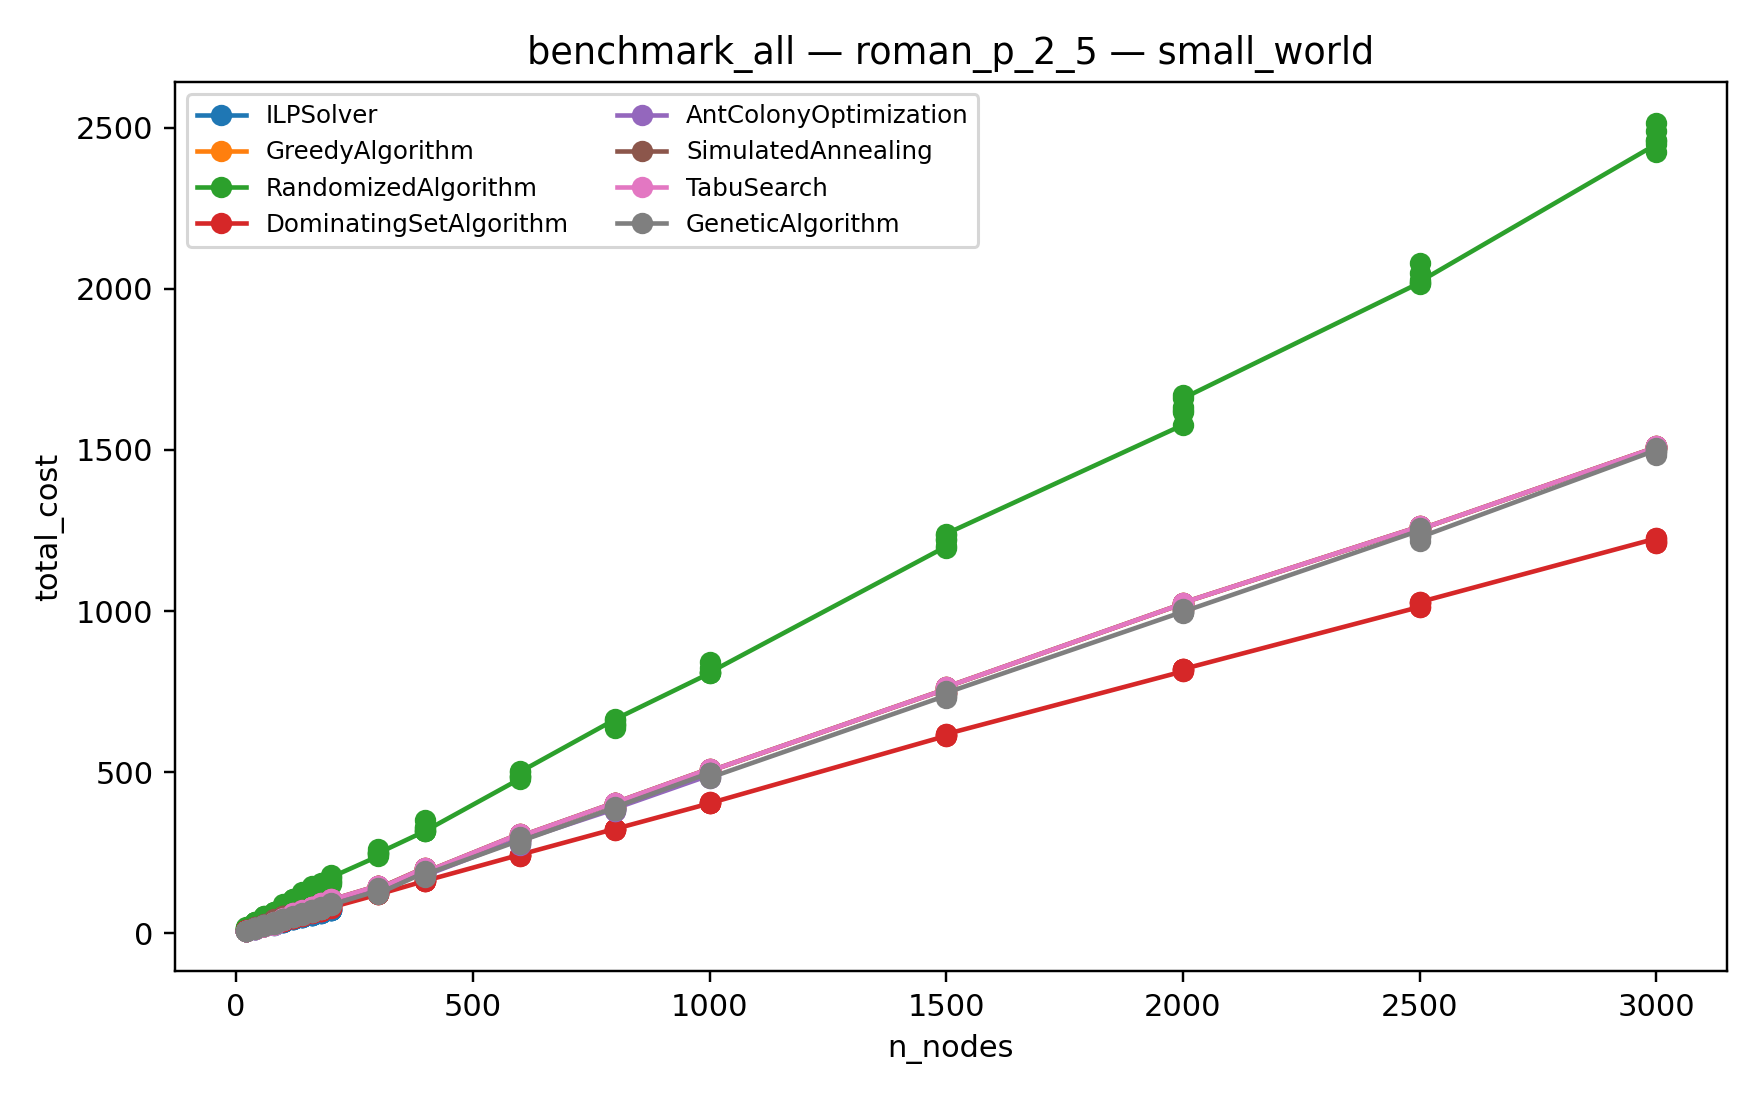 benchmark_all — roman_p_2_5 — small_world
ILPSolver
GreedyAlgorithm
RandomizedAlgorithm
DominatingSetAlgorithm
AntColonyOptimization
SimulatedAnnealing
TabuSearch
GeneticAlgorithm
total_cost
2500
2000
1500
1000
500
0
0 500 1000 1500 2000 2500 3000
n_nodes